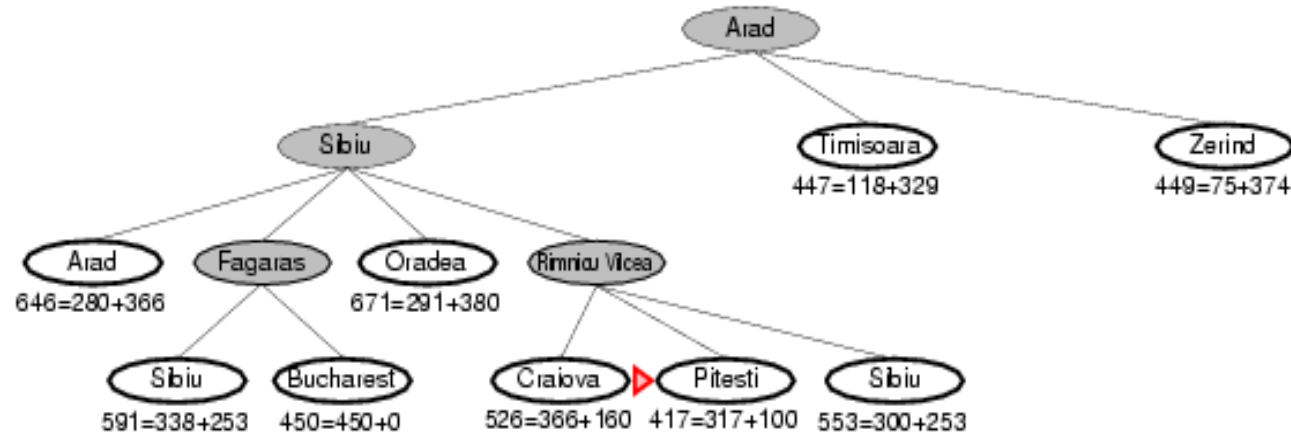 Arad
Sibiu
Timisoara
Zerind
447=118+329
449=75+374
Arad
Fagaras
Oradea
Rimnicu Vilcea
646=280+366
671=291+380
Sibiu
Bucharest
Craiova
Pitesti
Sibiu
591=338+253
450=450+0
526=366+160
417=317+100
553=300+253